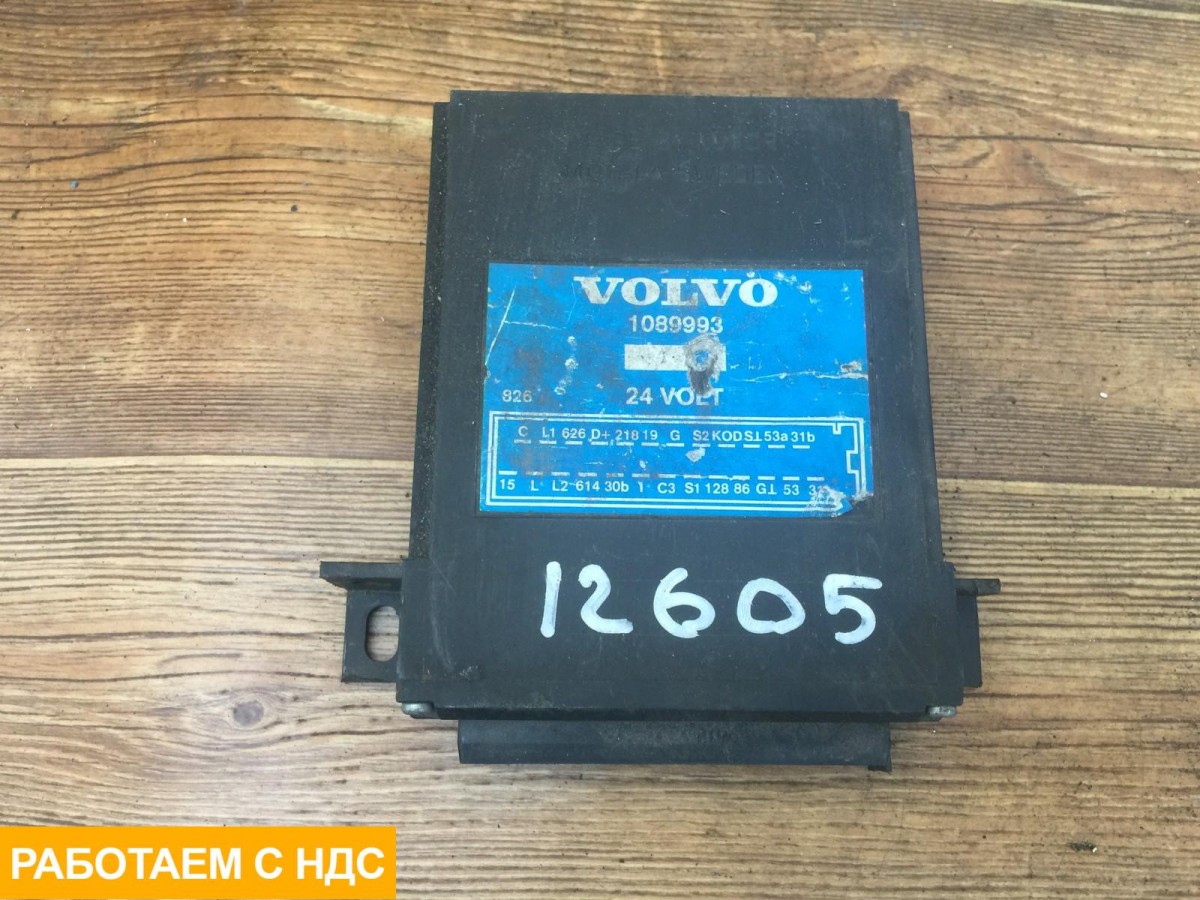 VOLVO
1089993
826 24 VOLT
C L1 626 D+ 218 19 G S2 KOD S⊥ 53a 31b
15 L L2 614 30b I C3 S1 128 86 G⊥ 53
12605
РАБОТАЕМ С НДС